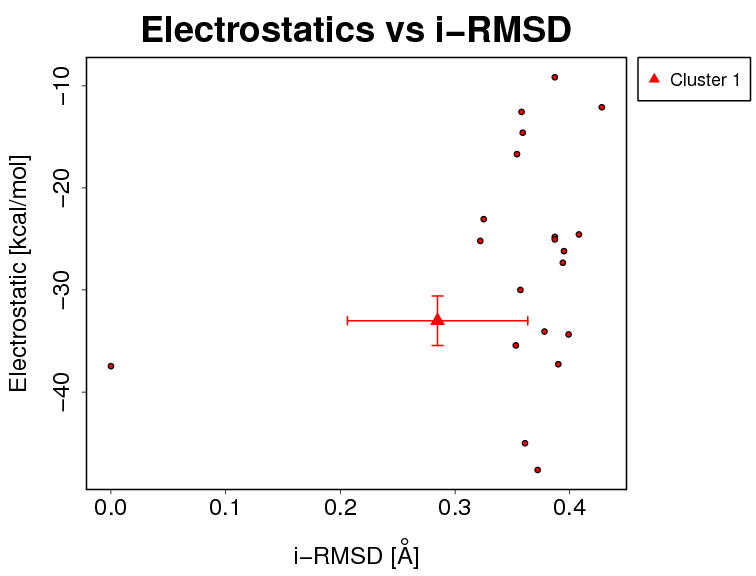 Electrostatics vs i−RMSD
Cluster 1
Electrostatic [kcal/mol]
−10
−20
−30
−40
0.0 0.1 0.2 0.3 0.4
i−RMSD [Å]